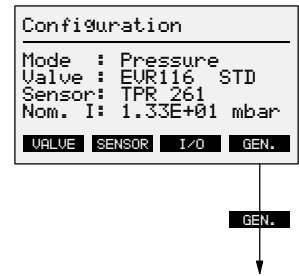 Configuration
Mode : Pressure
Valve : EVR116 STD
Sensor: TPR 261
Nom. I: 1.33E+01 mbar
VALVE SENSOR I/O GEN.
GEN.